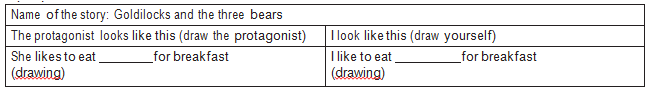 Name of the story: Goldilocks and the three bears
The protagonist looks like this (draw the protagonist)
I look like this (draw yourself)
She likes to eat ________for breakfast
(drawing)
I like to eat _________for breakfast
(drawing)